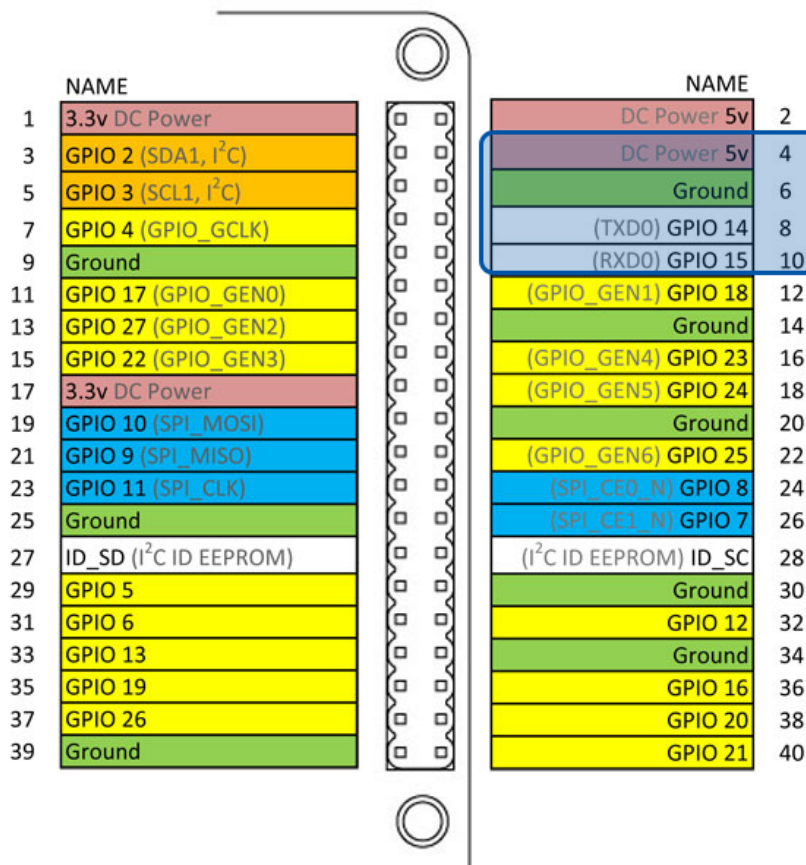 NAME NAME
1 3.3v DC Power DC Power 5v 2
3 GPIO 2 (SDA1, I²C) DC Power 5v 4
5 GPIO 3 (SCL1, I²C) Ground 6
7 GPIO 4 (GPIO_GCLK) (TXD0) GPIO 14 8
9 Ground (RXD0) GPIO 15 10
11 GPIO 17 (GPIO_GEN0) (GPIO_GEN1) GPIO 18 12
13 GPIO 27 (GPIO_GEN2) Ground 14
15 GPIO 22 (GPIO_GEN3) (GPIO_GEN4) GPIO 23 16
17 3.3v DC Power (GPIO_GEN5) GPIO 24 18
19 GPIO 10 (SPI_MOSI) Ground 20
21 GPIO 9 (SPI_MISO) (GPIO_GEN6) GPIO 25 22
23 GPIO 11 (SPI_CLK) (SPI_CE0_N) GPIO 8 24
25 Ground (SPI_CE1_N) GPIO 7 26
27 ID_SD (I²C ID EEPROM) (I²C ID EEPROM) ID_SC 28
29 GPIO 5 Ground 30
31 GPIO 6 GPIO 12 32
33 GPIO 13 Ground 34
35 GPIO 19 GPIO 16 36
37 GPIO 26 GPIO 20 38
39 Ground GPIO 21 40